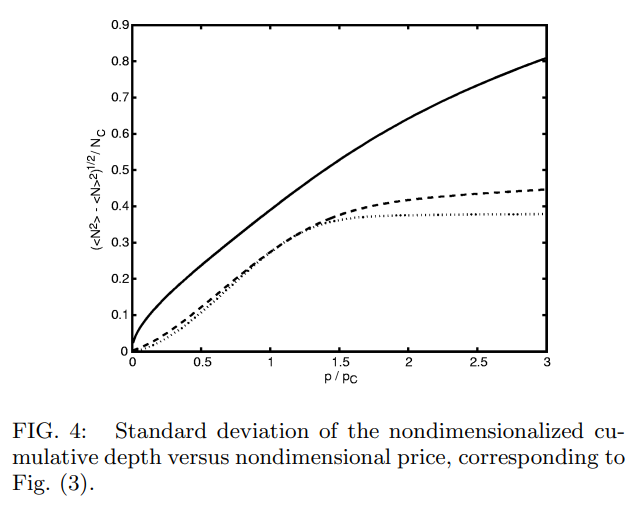 0.9
0.8
0.7
0.6
0.5
0.4
0.3
0.2
0.1
0
(<N²> - <N>²)^1/2 / N_C
0 0.5 1 1.5 2 2.5 3
p / p_C
FIG. 4: Standard deviation of the nondimensionalized cu-
mulative depth versus nondimensional price, corresponding to
Fig. (3).